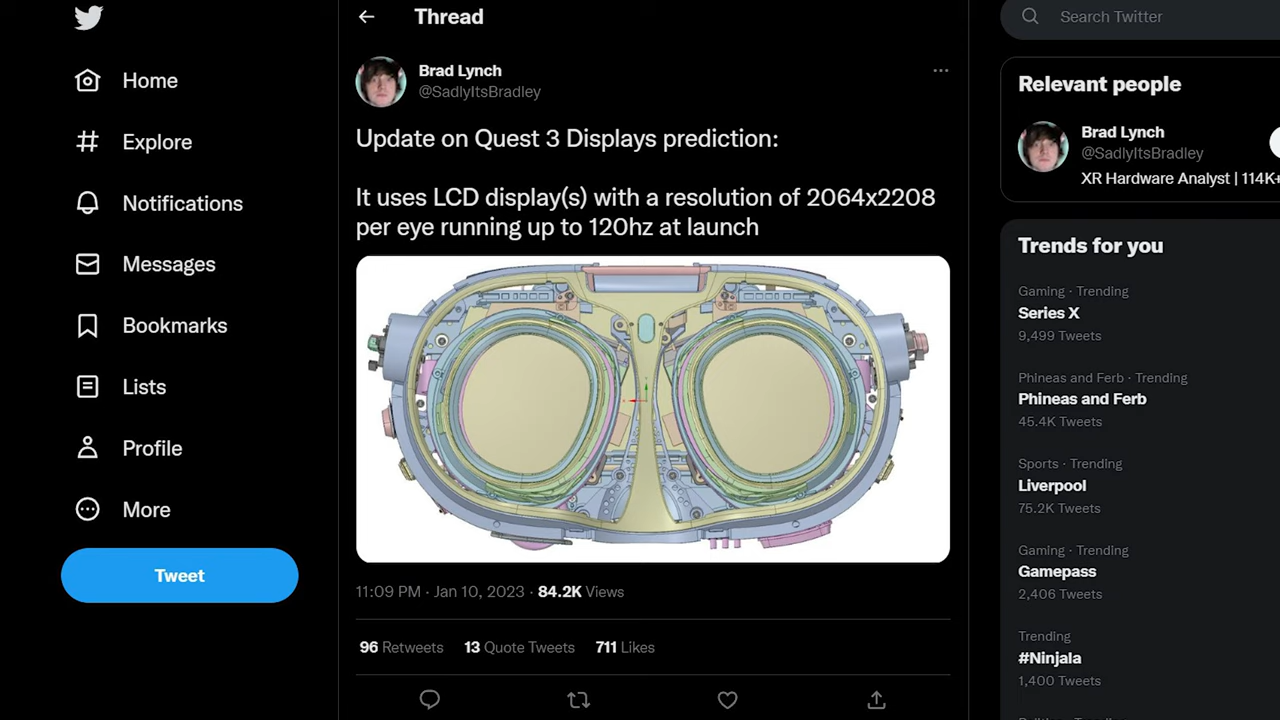 Home
Explore
Notifications
Messages
Bookmarks
Lists
Profile
More
Tweet
Thread
Brad Lynch
@SadlyItsBradley
Update on Quest 3 Displays prediction:
It uses LCD display(s) with a resolution of 2064x2208
per eye running up to 120hz at launch
11:09 PM · Jan 10, 2023 · 84.2K Views
96 Retweets 13 Quote Tweets 711 Likes
Search Twitter
Relevant people
Brad Lynch
@SadlyItsBradley
XR Hardware Analyst | 114K+
Trends for you
Gaming · Trending
Series X
9,499 Tweets
Phineas and Ferb · Trending
Phineas and Ferb
45.4K Tweets
Sports · Trending
Liverpool
75.2K Tweets
Gaming · Trending
Gamepass
2,406 Tweets
Trending
#Ninjala
1,400 Tweets